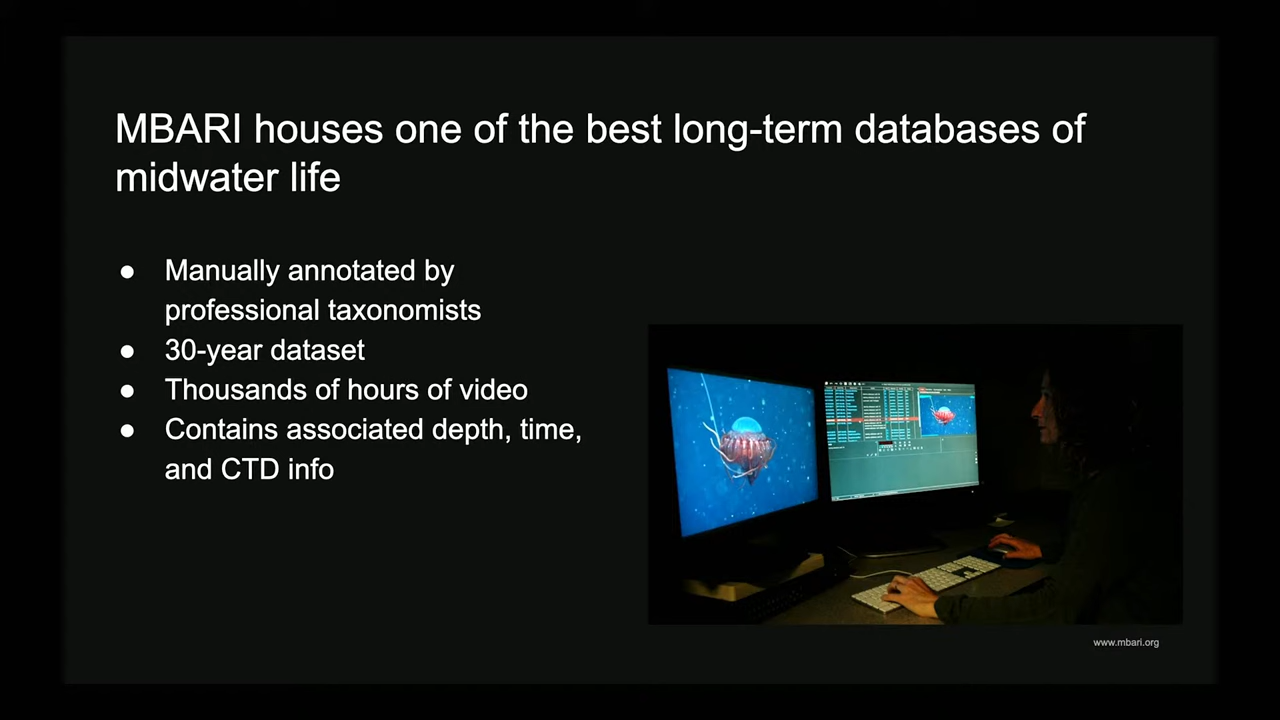 MBARI houses one of the best long-term databases of
midwater life
● Manually annotated by
professional taxonomists
● 30-year dataset
● Thousands of hours of video
● Contains associated depth, time,
and CTD info
www.mbari.org